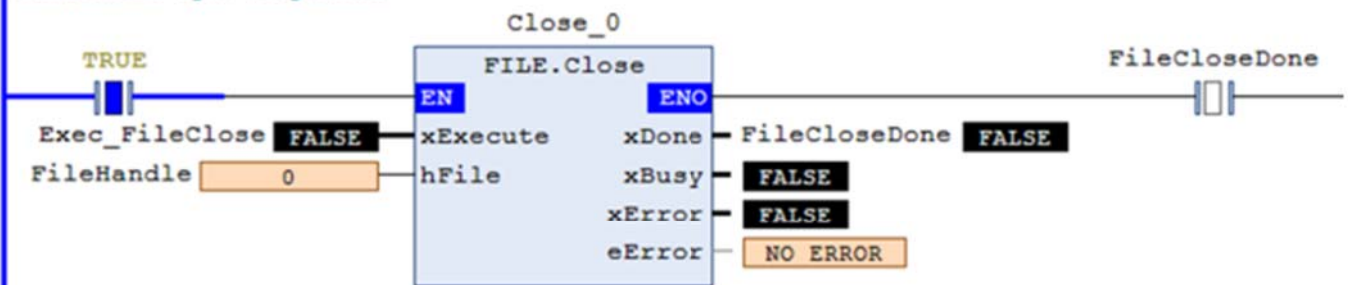 Close_0
TRUE
FILE.Close
FileCloseDone
EN ENO
Exec_FileClose FALSE xExecute xDone FileCloseDone FALSE
FileHandle 0 hFile xBusy FALSE
xError FALSE
eError NO ERROR